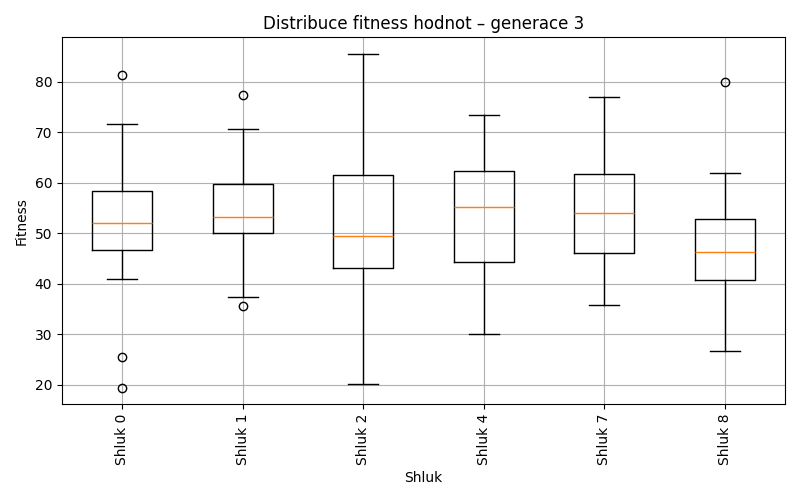 Distribuce fitness hodnot – generace 3
Fitness
80
70
60
50
40
30
20
Shluk 0
Shluk 1
Shluk 2
Shluk 4
Shluk 7
Shluk 8
Shluk